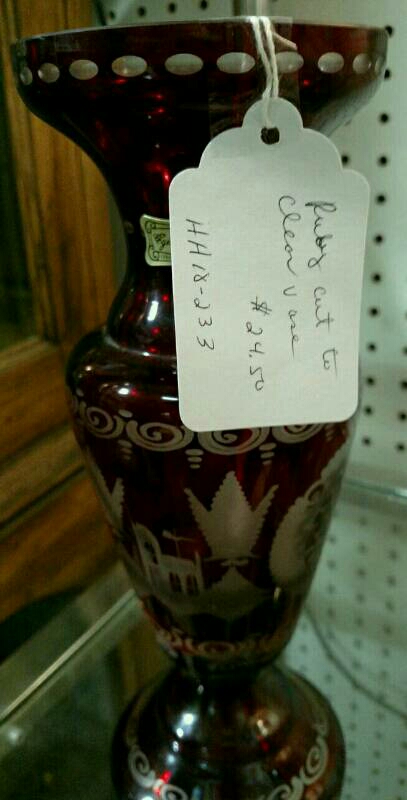 Ruby cut to
clear vase
$24.50
HH18-233